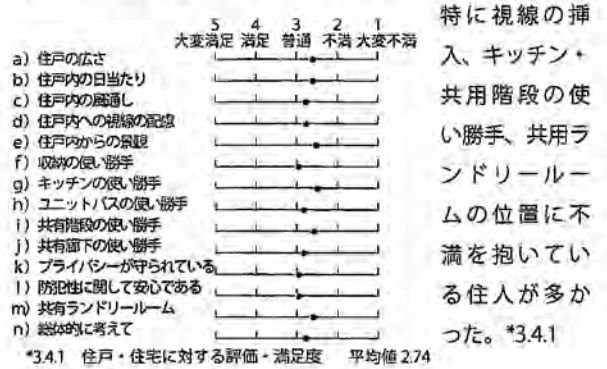 5 4 3 2 1
大変満足 満足 普通 不満 大変不満
a）住戸の広さ
b）住戸内の日当たり
c）住戸内の風通し
d）住戸内への視線の配慮
e）住戸内からの景観
f）収納の使い勝手
g）キッチンの使い勝手
h）ユニットバスの使い勝手
i）共有階段の使い勝手
j）共有廊下の使い勝手
k）プライバシーが守られている
l）防犯性に関して安心である
m）共有ランドリールーム
n）総体的に考えて
*3.4.1 住戸・住宅に対する評価・満足度 平均値 2.74
特に視線の挿
入、キッチン・
共用階段の使
い勝手、共用ラ
ンドリールー
ムの位置に不
満を抱いてい
る住人が多か
った。*3.4.1